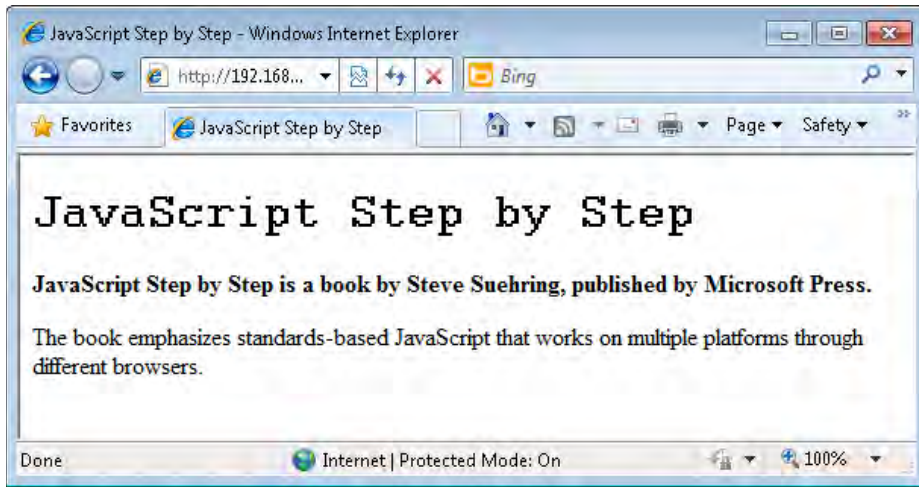 JavaScript Step by Step - Windows Internet Explorer
http://192.168... Bing
Favorites JavaScript Step by Step Page Safety
JavaScript Step by Step
JavaScript Step by Step is a book by Steve Suehring, published by Microsoft Press.
The book emphasizes standards-based JavaScript that works on multiple platforms through
different browsers.
Done Internet | Protected Mode: On 100%